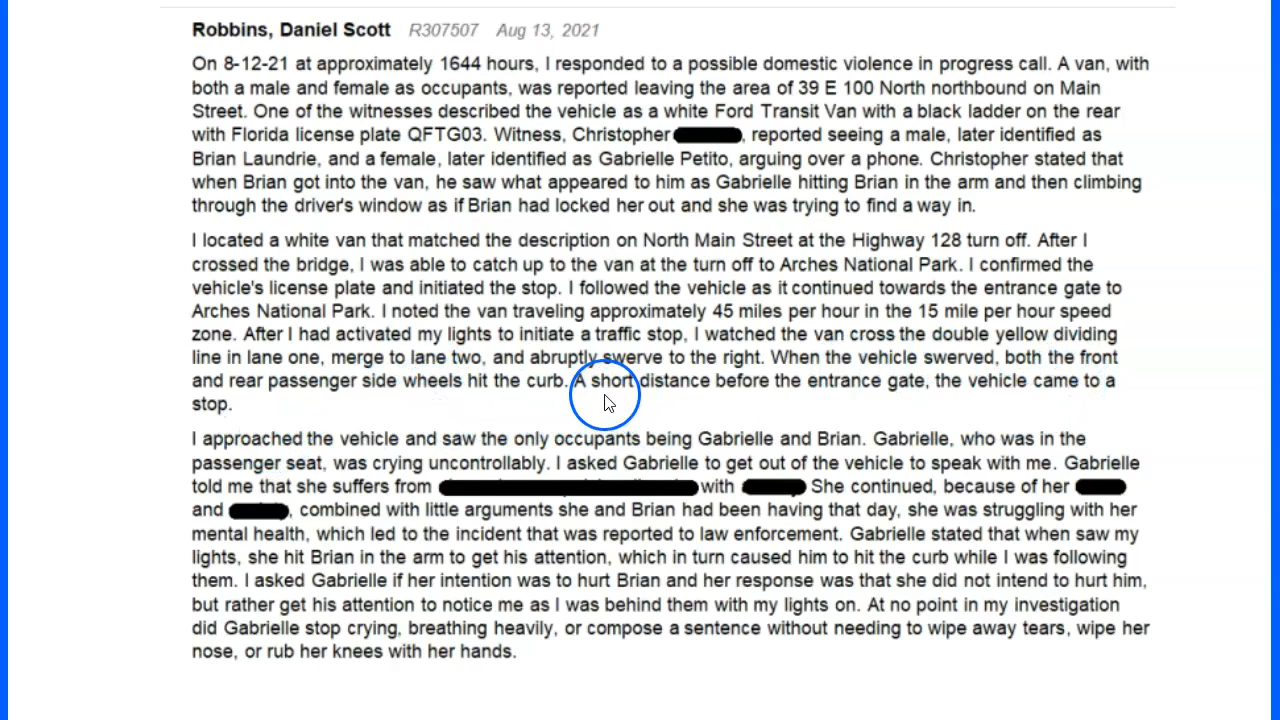 Robbins, Daniel Scott R307507 Aug 13, 2021
On 8-12-21 at approximately 1644 hours, I responded to a possible domestic violence in progress call. A van, with
both a male and female as occupants, was reported leaving the area of 39 E 100 North northbound on Main
Street. One of the witnesses described the vehicle as a white Ford Transit Van with a black ladder on the rear
with Florida license plate QFTG03. Witness, Christopher , reported seeing a male, later identified as
Brian Laundrie, and a female, later identified as Gabrielle Petito, arguing over a phone. Christopher stated that
when Brian got into the van, he saw what appeared to him as Gabrielle hitting Brian in the arm and then climbing
through the driver's window as if Brian had locked her out and she was trying to find a way in.
I located a white van that matched the description on North Main Street at the Highway 128 turn off. After I
crossed the bridge, I was able to catch up to the van at the turn off to Arches National Park. I confirmed the
vehicle's license plate and initiated the stop. I followed the vehicle as it continued towards the entrance gate to
Arches National Park. I noted the van traveling approximately 45 miles per hour in the 15 mile per hour speed
zone. After I had activated my lights to initiate a traffic stop, I watched the van cross the double yellow dividing
line in lane one, merge to lane two, and abruptly swerve to the right. When the vehicle swerved, both the front
and rear passenger side wheels hit the curb. A short distance before the entrance gate, the vehicle came to a
stop.
I approached the vehicle and saw the only occupants being Gabrielle and Brian. Gabrielle, who was in the
passenger seat, was crying uncontrollably. I asked Gabrielle to get out of the vehicle to speak with me. Gabrielle
told me that she suffers from with She continued, because of her
and , combined with little arguments she and Brian had been having that day, she was struggling with her
mental health, which led to the incident that was reported to law enforcement. Gabrielle stated that when saw my
lights, she hit Brian in the arm to get his attention, which in turn caused him to hit the curb while I was following
them. I asked Gabrielle if her intention was to hurt Brian and her response was that she did not intend to hurt him,
but rather get his attention to notice me as I was behind them with my lights on. At no point in my investigation
did Gabrielle stop crying, breathing heavily, or compose a sentence without needing to wipe away tears, wipe her
nose, or rub her knees with her hands.